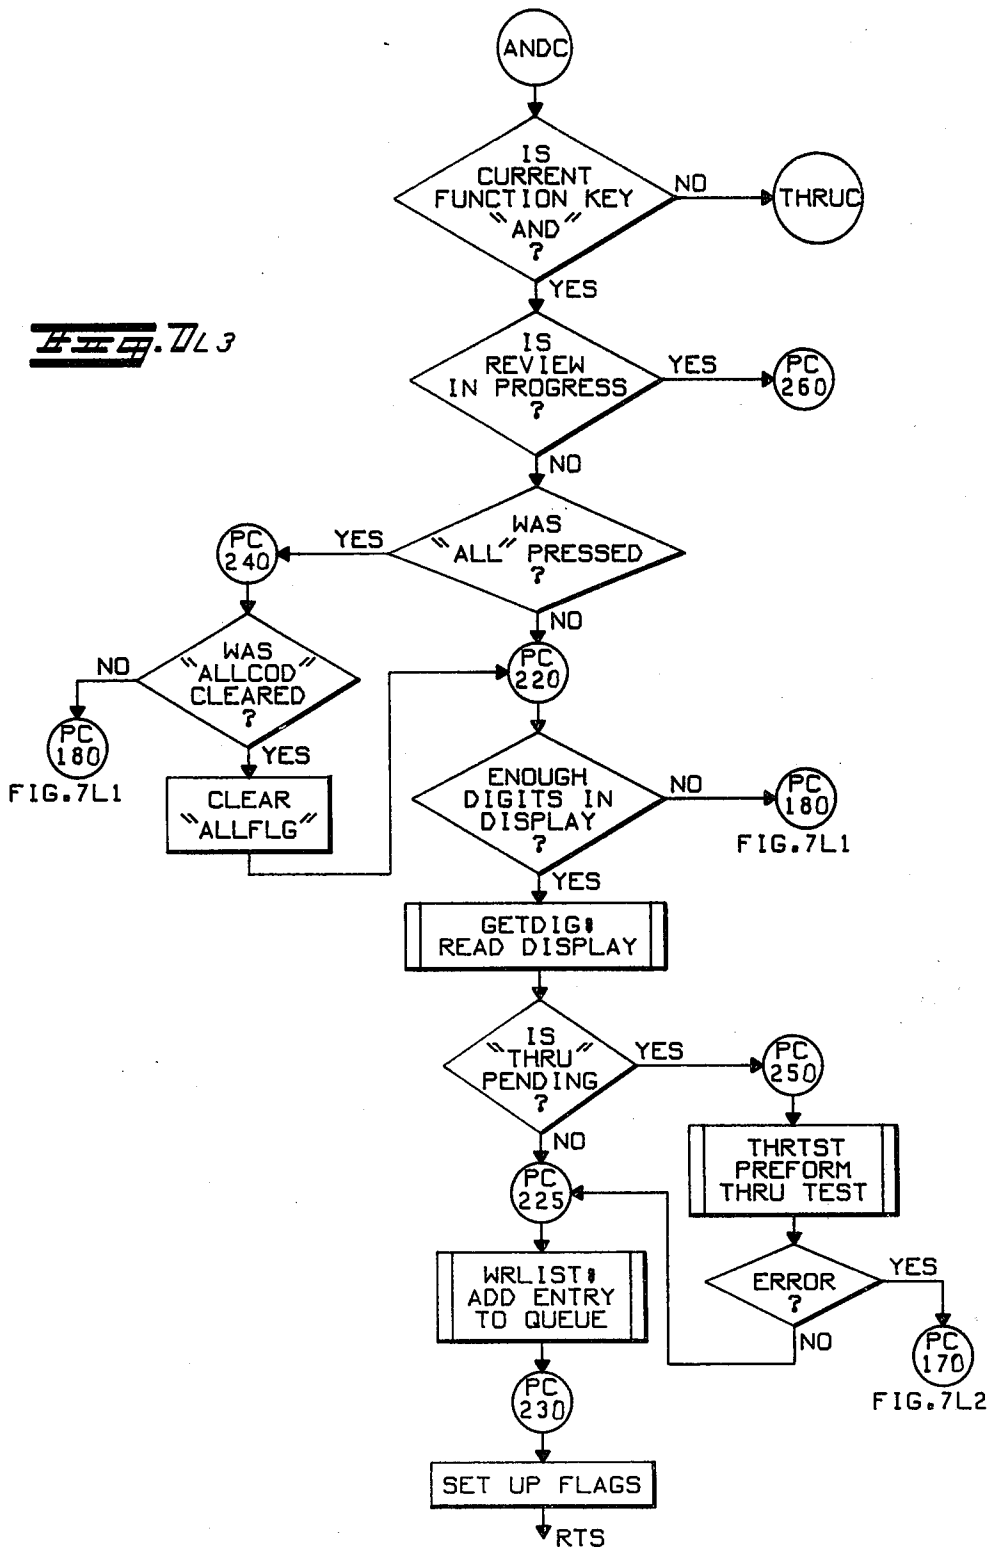 ANDC
IS
CURRENT
FUNCTION KEY
"AND"
?
NO
THRUC
YES
Fig. 7L3
IS
REVIEW
IN PROGRESS
?
YES
PC
260
NO
WAS
"ALL" PRESSED
?
YES
PC
240
NO
WAS
"ALLCOD"
CLEARED
?
NO
PC
180
FIG.7L1
YES
CLEAR
"ALLFLG"
PC
220
ENOUGH
DIGITS IN
DISPLAY
?
NO
PC
180
FIG.7L1
YES
GETDIG:
READ DISPLAY
IS
"THRU"
PENDING
?
YES
PC
250
NO
THRTST
PREFORM
THRU TEST
PC
225
ERROR
?
YES
NO
PC
170
FIG.7L2
WRLIST:
ADD ENTRY
TO QUEUE
PC
230
SET UP FLAGS
RTS